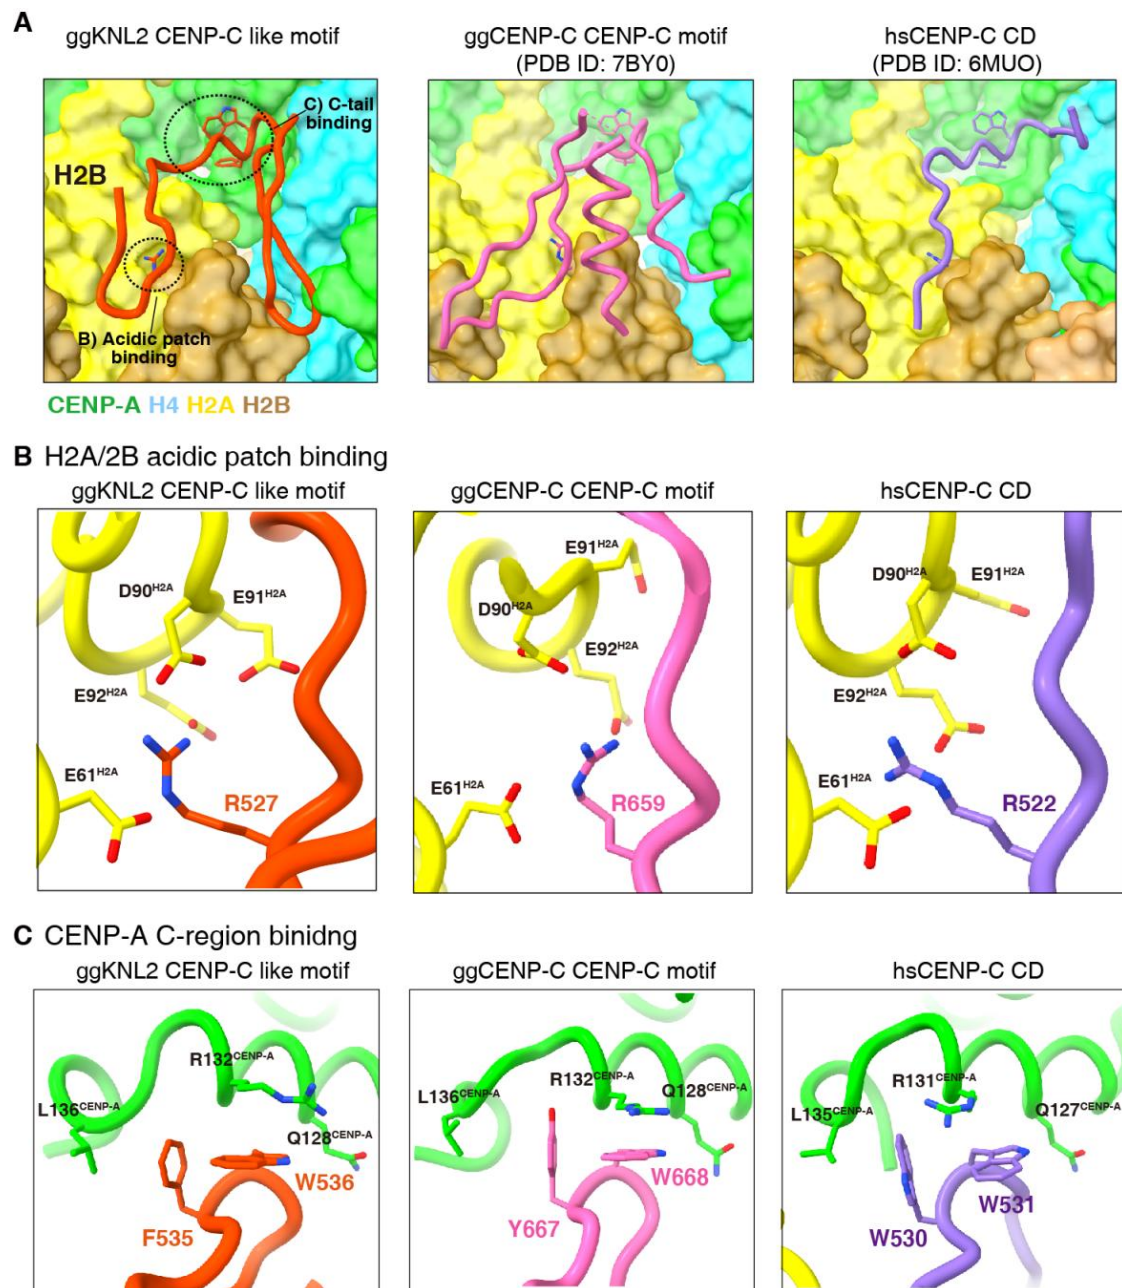 A
ggKNL2 CENP-C like motif
ggCENP-C CENP-C motif
(PDB ID: 7BY0)
hsCENP-C CD
(PDB ID: 6MUO)
C) C-tail
binding
H2B
B) Acidic patch
binding
CENP-A H4 H2A H2B
B H2A/2B acidic patch binding
ggKNL2 CENP-C like motif
ggCENP-C CENP-C motif
hsCENP-C CD
D90H2A
E91H2A
E92H2A
E61H2A
R527
E91H2A
D90H2A
E92H2A
E61H2A
R659
D90H2A
E91H2A
E92H2A
E61H2A
R522
C CENP-A C-region binidng
ggKNL2 CENP-C like motif
ggCENP-C CENP-C motif
hsCENP-C CD
R132CENP-A
L136CENP-A
Q128CENP-A
W536
F535
R132CENP-A
L136CENP-A
Q128CENP-A
W668
Y667
R131CENP-A
L135CENP-A
Q127CENP-A
W531
W530